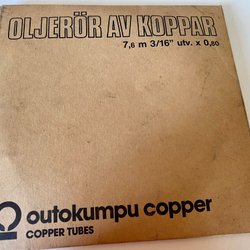 OLJERÖR AV KOPPAR
7,6 m 3/16" utv. x 0,80
outokumpu copper
COPPER TUBES